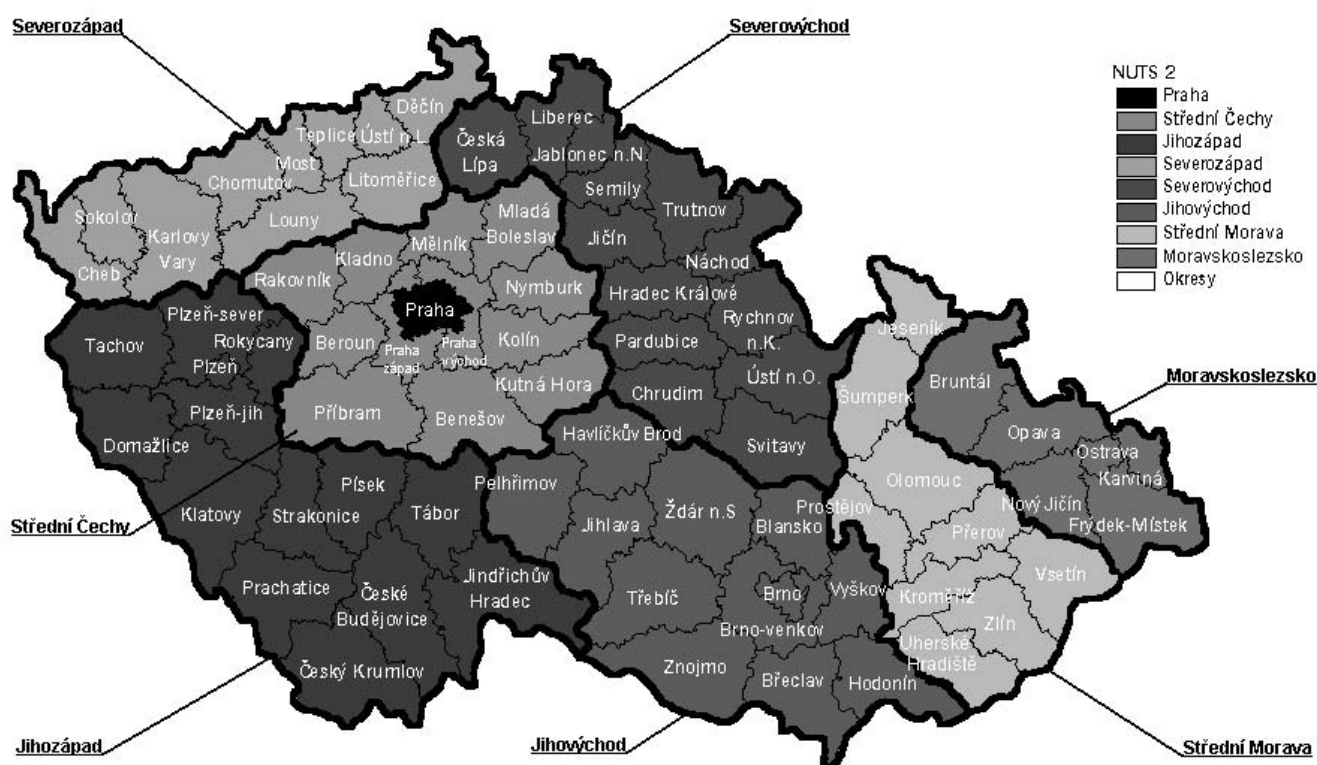 Severozápad
Severovýchod
NUTS 2
Praha
Střední Čechy
Jihozápad
Severozápad
Severovýchod
Jihovýchod
Střední Morava
Moravskoslezsko
Okresy
Děčín
Liberec
Teplice
Ústí n.L.
Česká
Lípa
Jablonec n.N.
Most
Chomutov
Litoměřice
Semily
Trutnov
Sokolov
Louny
Mladá
Boleslav
Karlovy
Vary
Mělník
Jičín
Cheb
Kladno
Náchod
Rakovník
Nymburk
Hradec Králové
Praha
Rychnov
n.K.
Plzeň-sever
Jeseník
Tachov
Rokycany
Beroun
Kolín
Pardubice
Plzeň
Praha
západ
Praha
východ
Ústí n.O.
Bruntál
Moravskoslezsko
Kutná Hora
Chrudim
Šumperk
Plzeň-jih
Příbram
Benešov
Havlíčkův Brod
Opava
Domažlice
Svitavy
Ostrava
Karviná
Písek
Pelhřimov
Olomouc
Střední Čechy
Klatovy
Strakonice
Tábor
Jihlava
Žďár n.S
Blansko
Prostějov
Nový Jičín
Frýdek-Místek
Přerov
Vsetín
Prachatice
České
Budějovice
Jindřichův
Hradec
Třebíč
Brno
Vyškov
Kroměříž
Zlín
Brno-venkov
Uherské
Hradiště
Český Krumlov
Znojmo
Břeclav
Hodonín
Jihozápad
Jihovýchod
Střední Morava